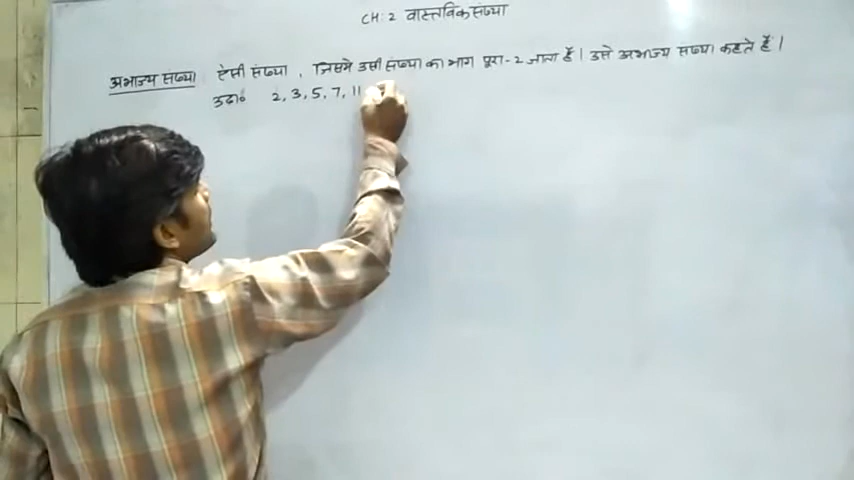 CH: 2 वास्तविक संख्या
अभाज्य संख्या ऐसी संख्या , जिसमे उसी संख्या का भाग पूरा-2 जाता हैं। उसे अभाज्य संख्या कहते हैं।
उदा० 2, 3, 5, 7, 11